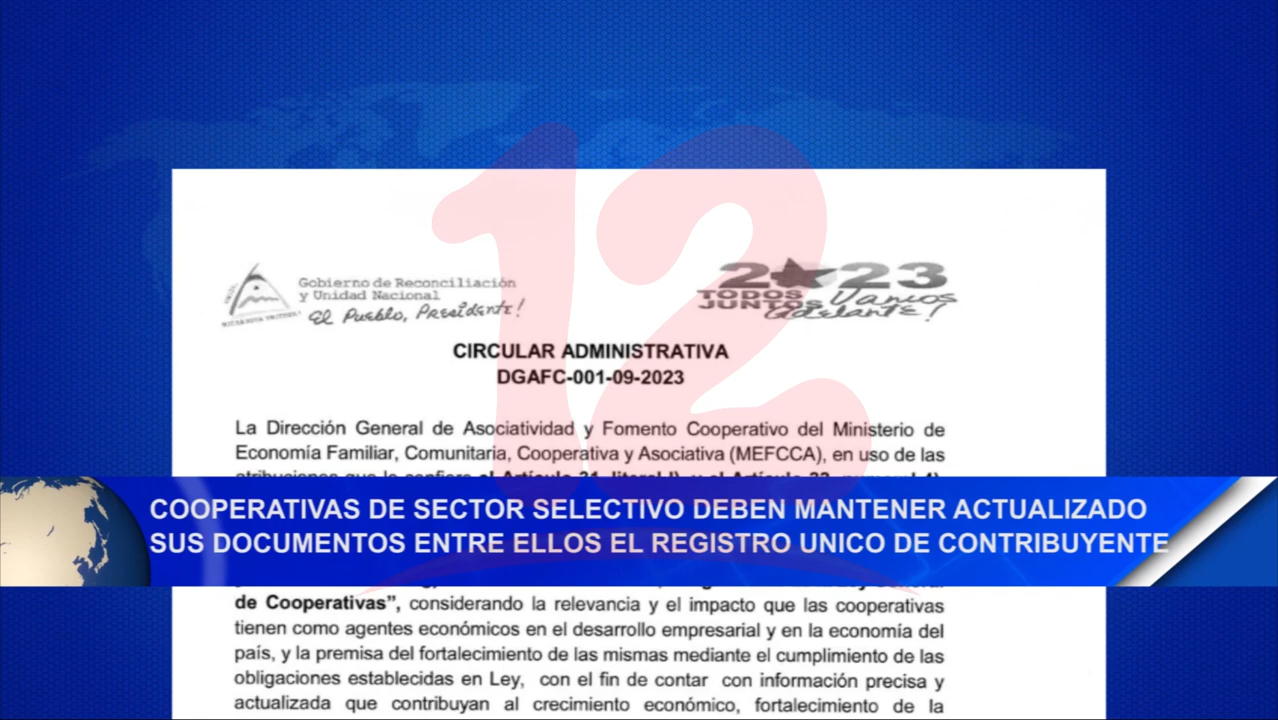 12
Gobierno de Reconciliación
y Unidad Nacional
El Pueblo, Presidente!
2023
TODOS
JUNTOS Vamos
adelante!
CIRCULAR ADMINISTRATIVA
DGAFC-001-09-2023
La Dirección General de Asociatividad y Fomento Cooperativo del Ministerio de
Economía Familiar, Comunitaria, Cooperativa y Asociativa (MEFCCA), en uso de las
COOPERATIVAS DE SECTOR SELECTIVO DEBEN MANTENER ACTUALIZADO
SUS DOCUMENTOS ENTRE ELLOS EL REGISTRO UNICO DE CONTRIBUYENTE
de Cooperativas”, considerando la relevancia y el impacto que las cooperativas
tienen como agentes económicos en el desarrollo empresarial y en la economía del
país, y la premisa del fortalecimiento de las mismas mediante el cumplimiento de las
obligaciones establecidas en Ley, con el fin de contar con información precisa y
actualizada que contribuyan al crecimiento económico, fortalecimiento de la